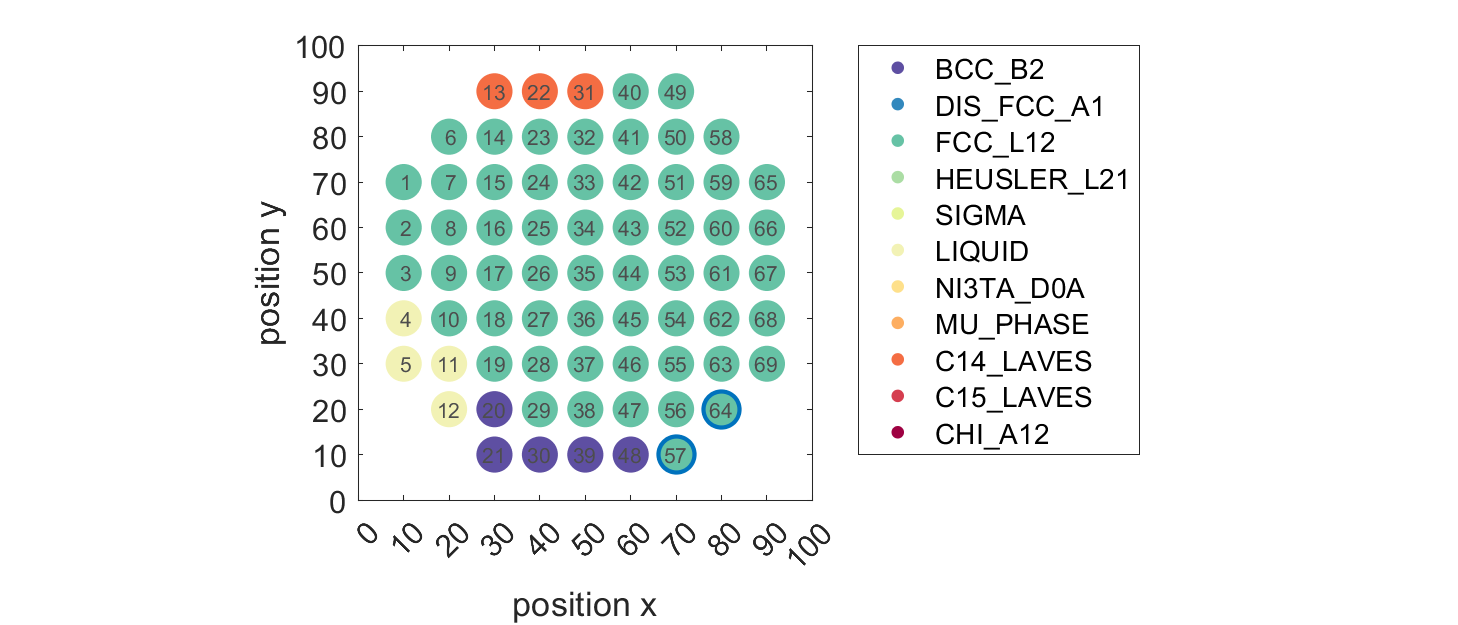 100
90 13 22 31 40 49
80 6 14 23 32 41 50 58
70 1 7 15 24 33 42 51 59 65
60 2 8 16 25 34 43 52 60 66
50 3 9 17 26 35 44 53 61 67
40 4 10 18 27 36 45 54 62 68
30 5 11 19 28 37 46 55 63 69
20 12 20 29 38 47 56 64
10 21 30 39 48 57
0
position y
0 10 20 30 40 50 60 70 80 90 100
position x
BCC_B2
DIS_FCC_A1
FCC_L12
HEUSLER_L21
SIGMA
LIQUID
NI3TA_D0A
MU_PHASE
C14_LAVES
C15_LAVES
CHI_A12